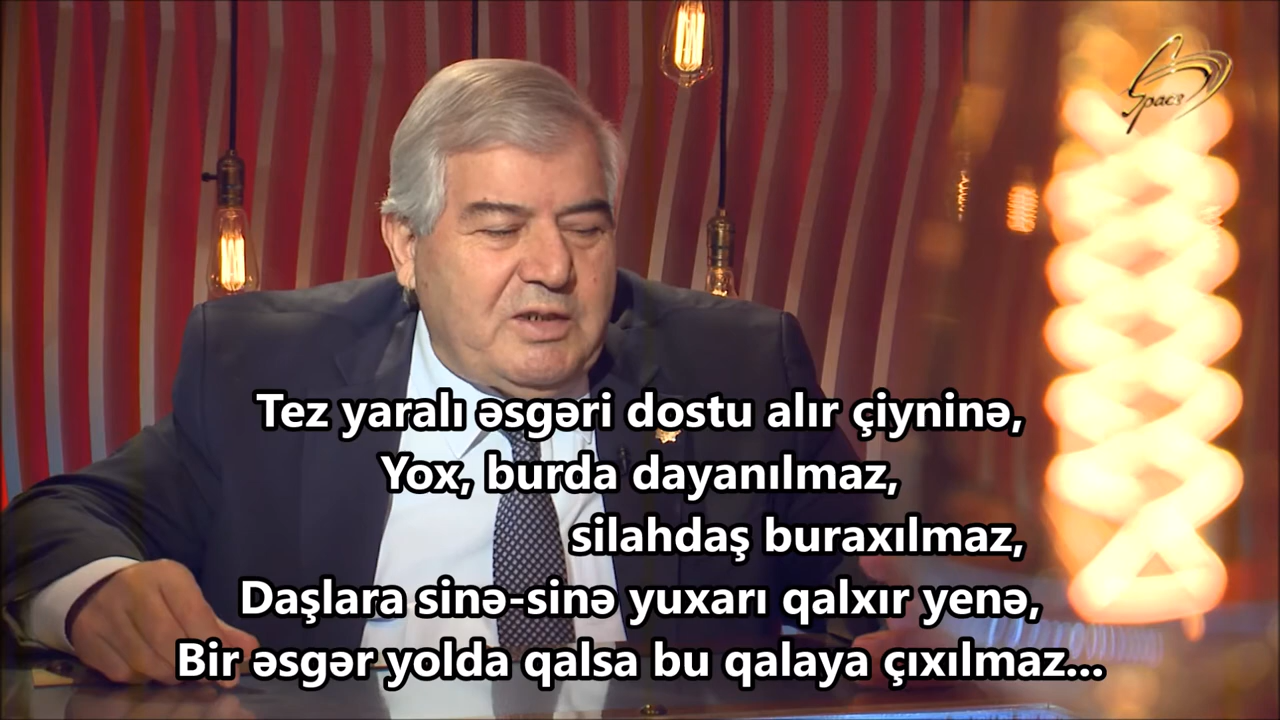 Space
Tez yaralı əsgəri dostu alır çiyninə,
Yox, burda dayanılmaz,
silahdaş buraxılmaz,
Daşlara sinə-sinə yuxarı qalxır yenə,
Bir əsgər yolda qalsa bu qalaya çıxılmaz...